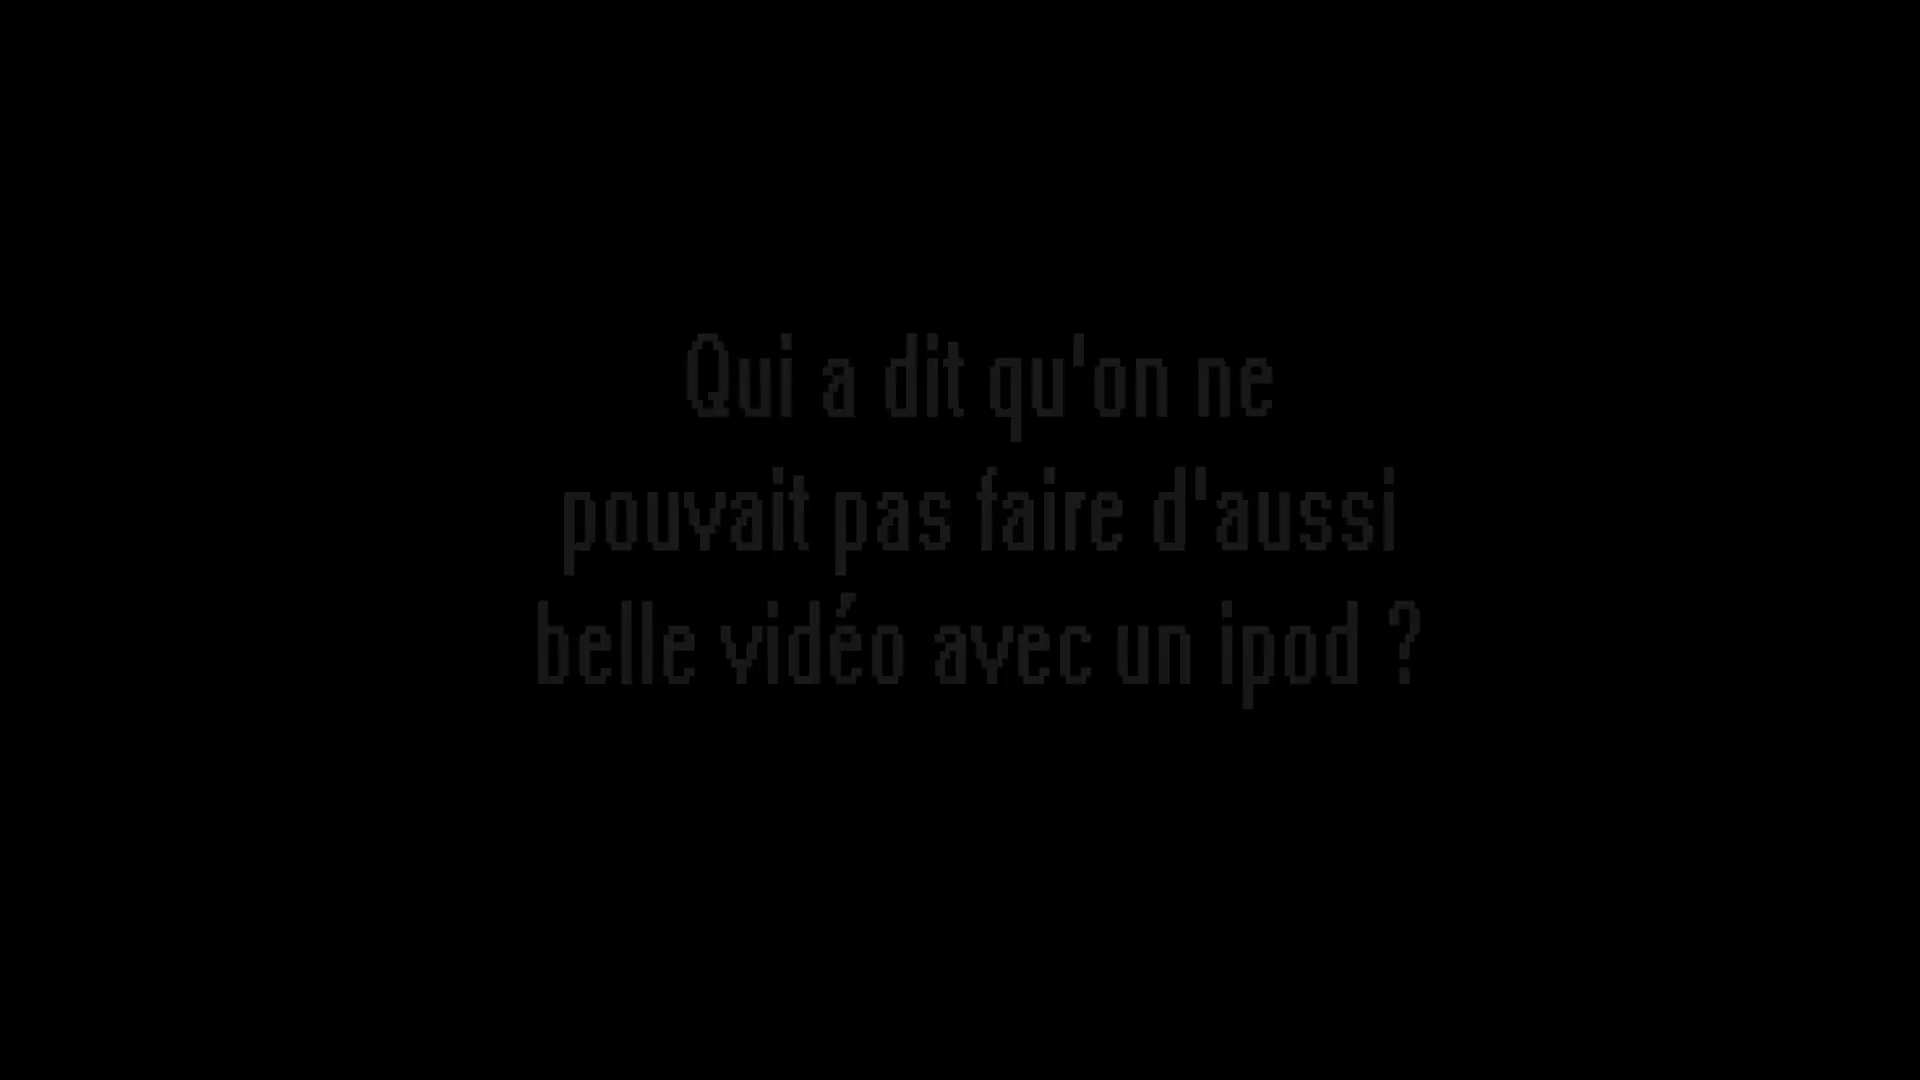 Qui a dit qu'on ne
pouvait pas faire d'aussi
belle vidéo avec un ipod ?